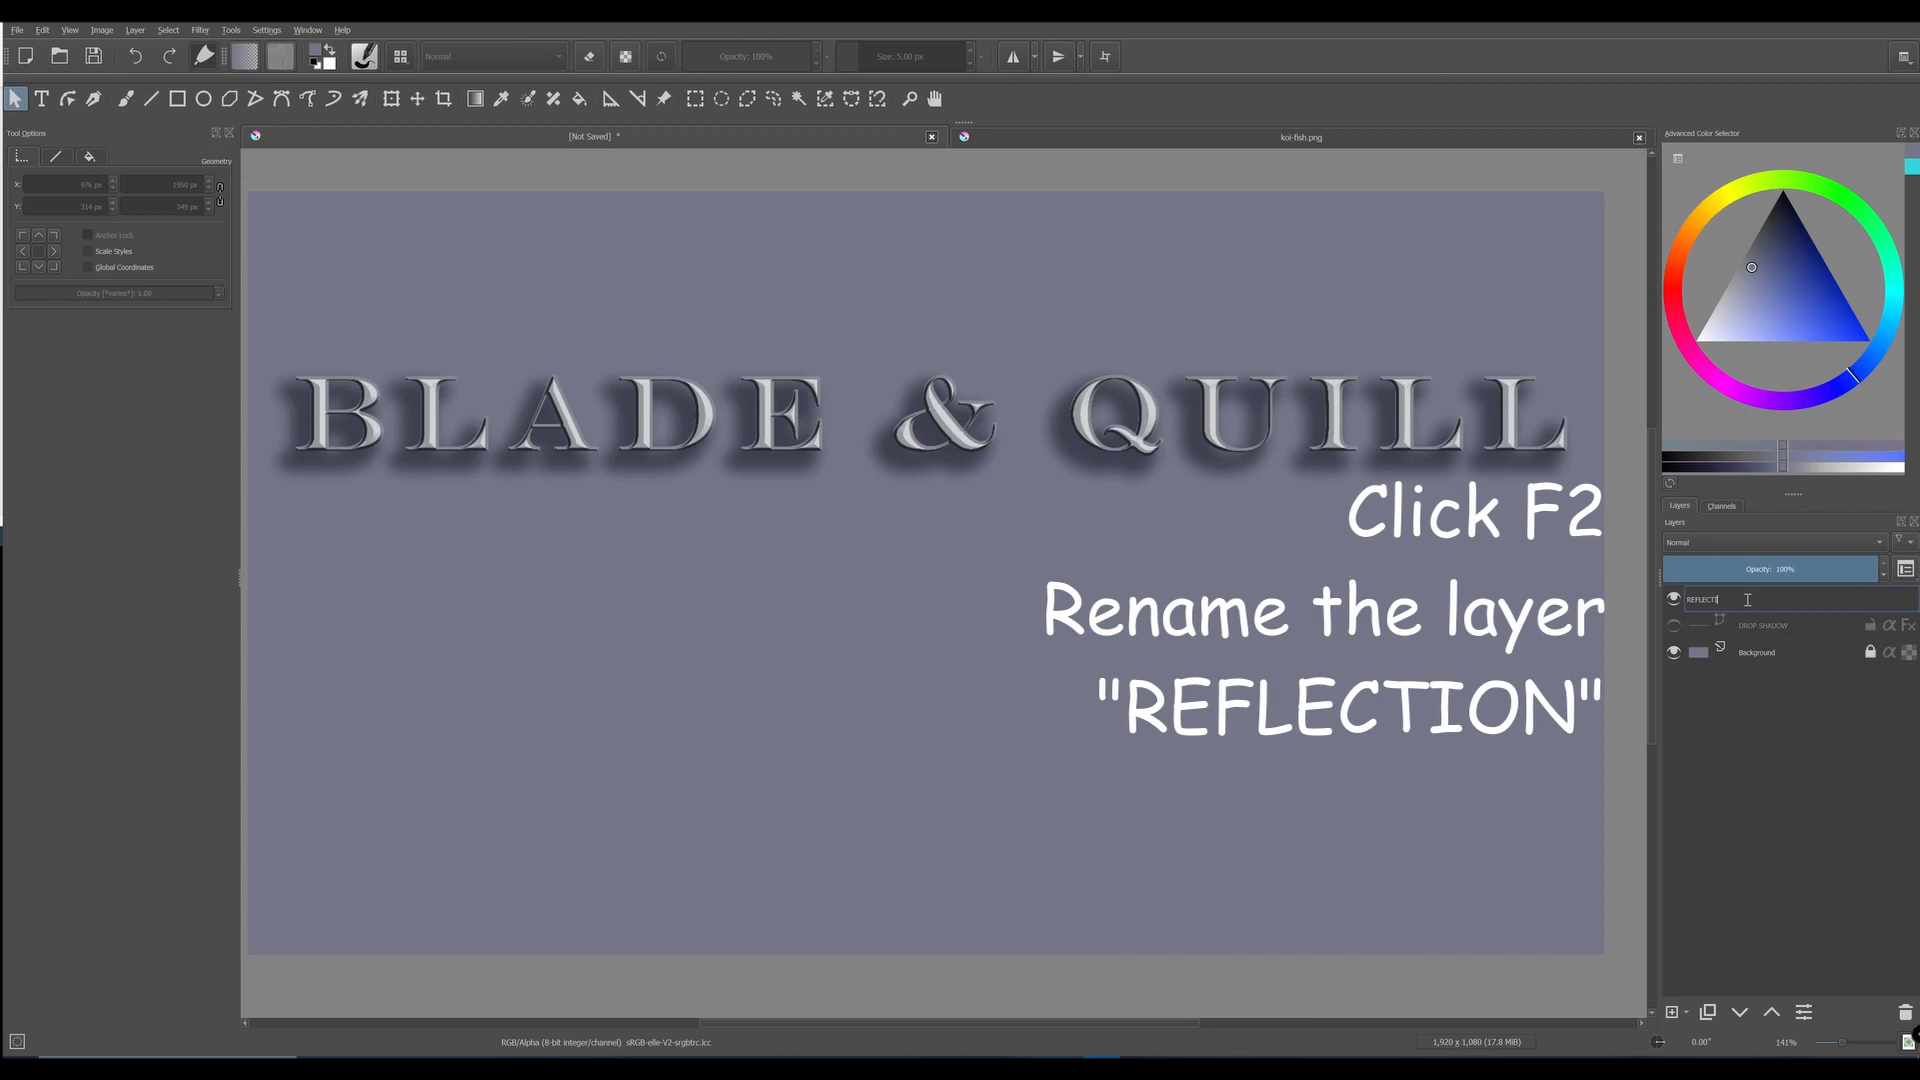 File Edit View Image Layer Select Filter Tools Settings Window Help
Normal Opacity: 100% Size: 5.00 px
Tool Options
[Not Saved] *
koi-fish.png
Advanced Color Selector
Geometry
X: 976 px 1950 px
Y: 314 px 349 px
Anchor Lock
Scale Styles
Global Coordinates
Opacity [*varies*]: 1.00
BLADE & QUILL
Click F2
Rename the layer
"REFLECTION"
Layers Channels
Layers
Normal
Opacity: 100%
REFLECTI
DROP SHADOW
Background
RGB/Alpha (8-bit integer/channel) sRGB-elle-V2-srgbtrc.icc
1,920 x 1,080 (17.8 MiB)
0.00°
141%